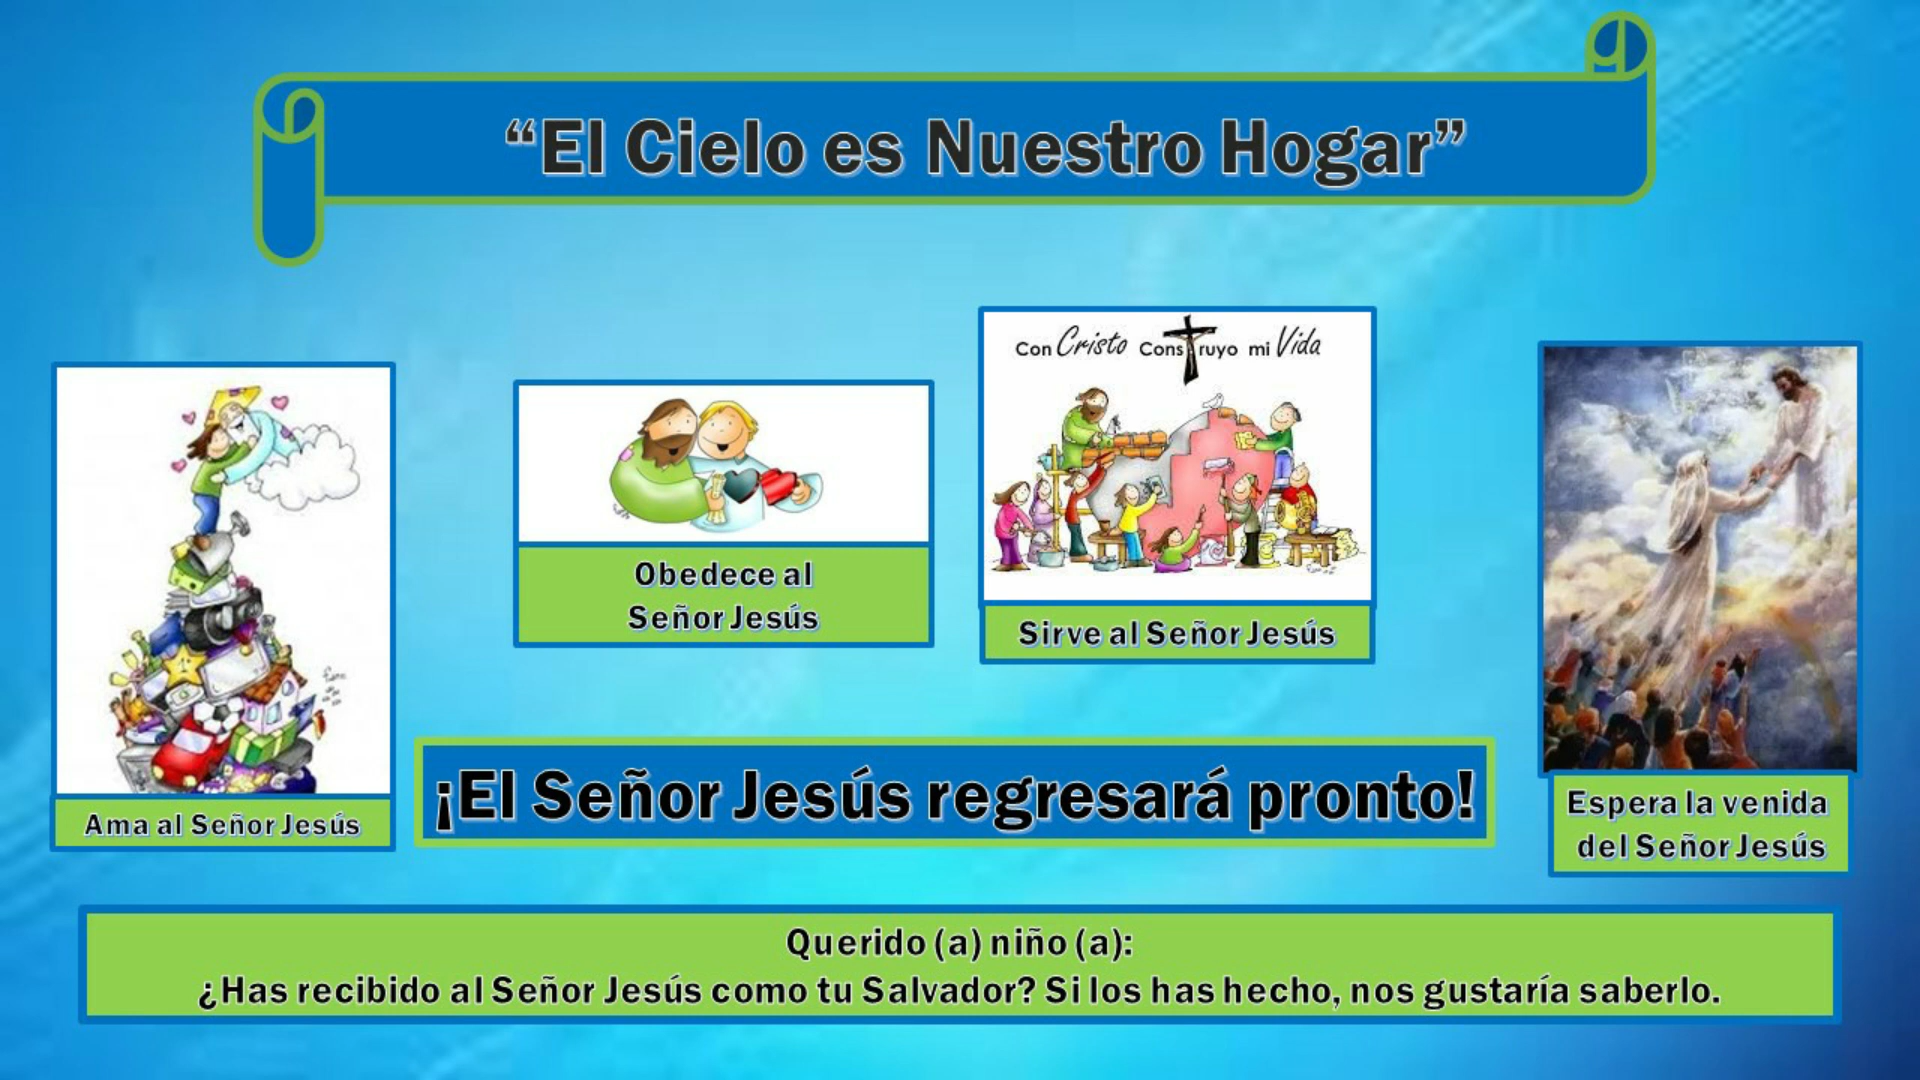 “El Cielo es Nuestro Hogar”
Con Cristo Construyo mi Vida
Obedece al
Señor Jesús
Sirve al Señor Jesús
Ama al Señor Jesús
¡El Señor Jesús regresará pronto!
Espera la venida
del Señor Jesús
Querido (a) niño (a):
¿Has recibido al Señor Jesús como tu Salvador? Si los has hecho, nos gustaría saberlo.